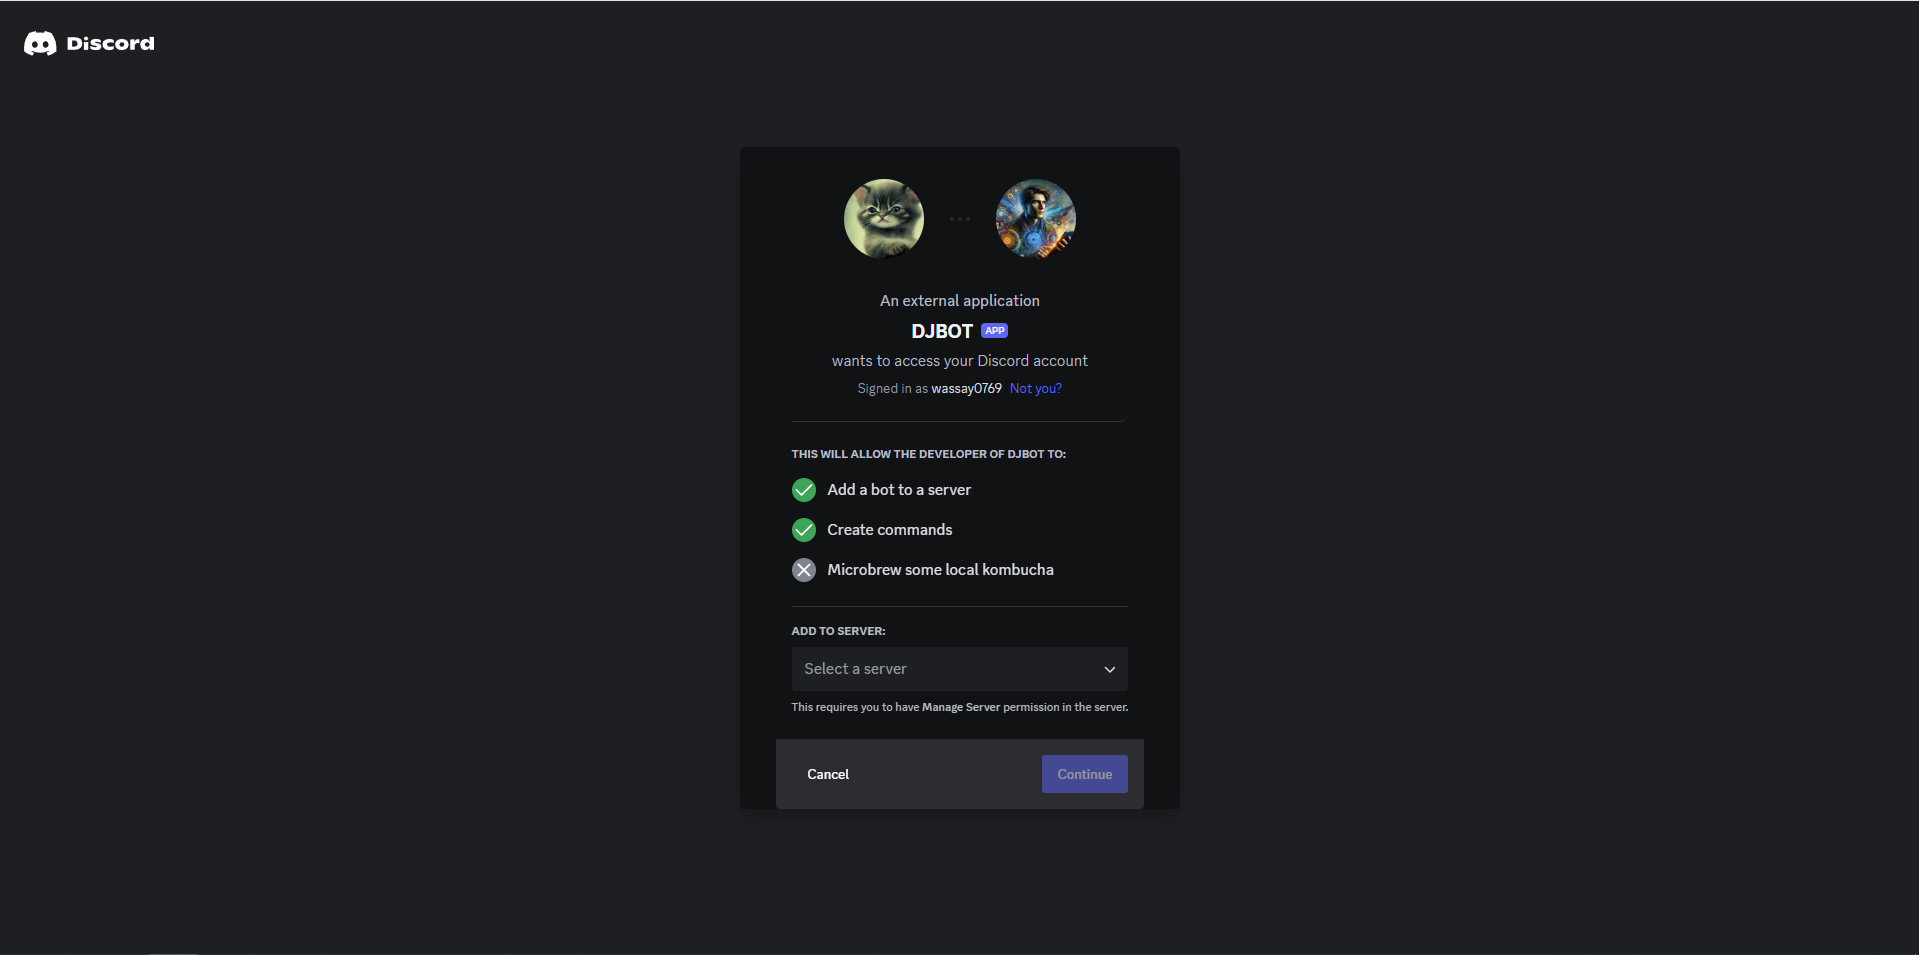 Discord
An external application
DJBOT APP
wants to access your Discord account
Signed in as wassay0769 Not you?
THIS WILL ALLOW THE DEVELOPER OF DJBOT TO:
Add a bot to a server
Create commands
Microbrew some local kombucha
ADD TO SERVER:
Select a server
This requires you to have Manage Server permission in the server.
Cancel Continue